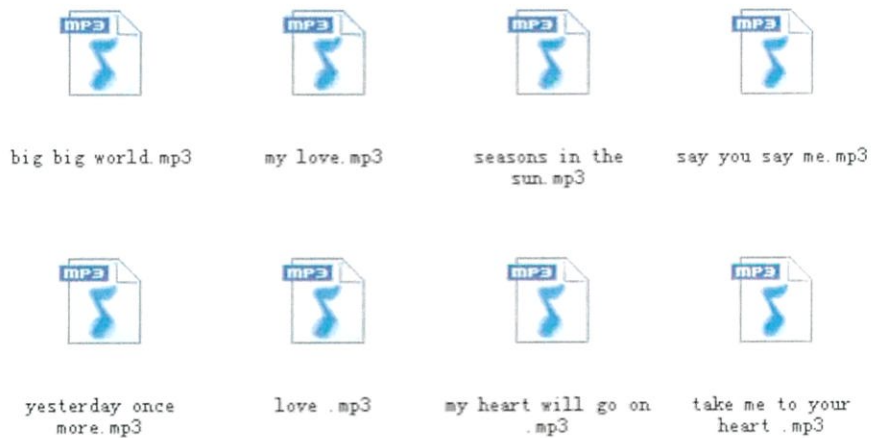 mp3 mp3 mp3 mp3
big big world.mp3 my love.mp3 seasons in the say you say me.mp3
sun.mp3
mp3 mp3 mp3 mp3
yesterday once love .mp3 my heart will go on take me to your
more.mp3 .mp3 heart .mp3